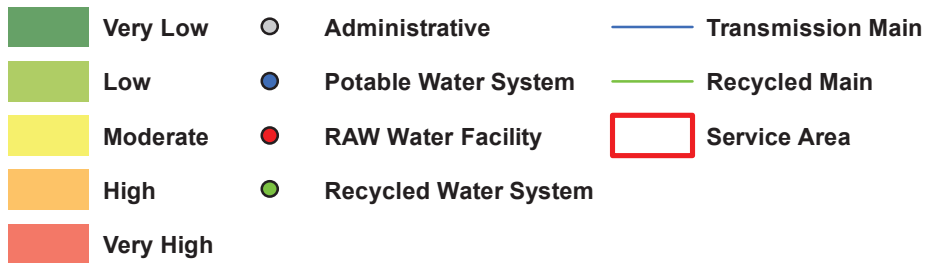 Very Low
Low
Moderate
High
Very High
Administrative
Potable Water System
RAW Water Facility
Recycled Water System
Transmission Main
Recycled Main
Service Area